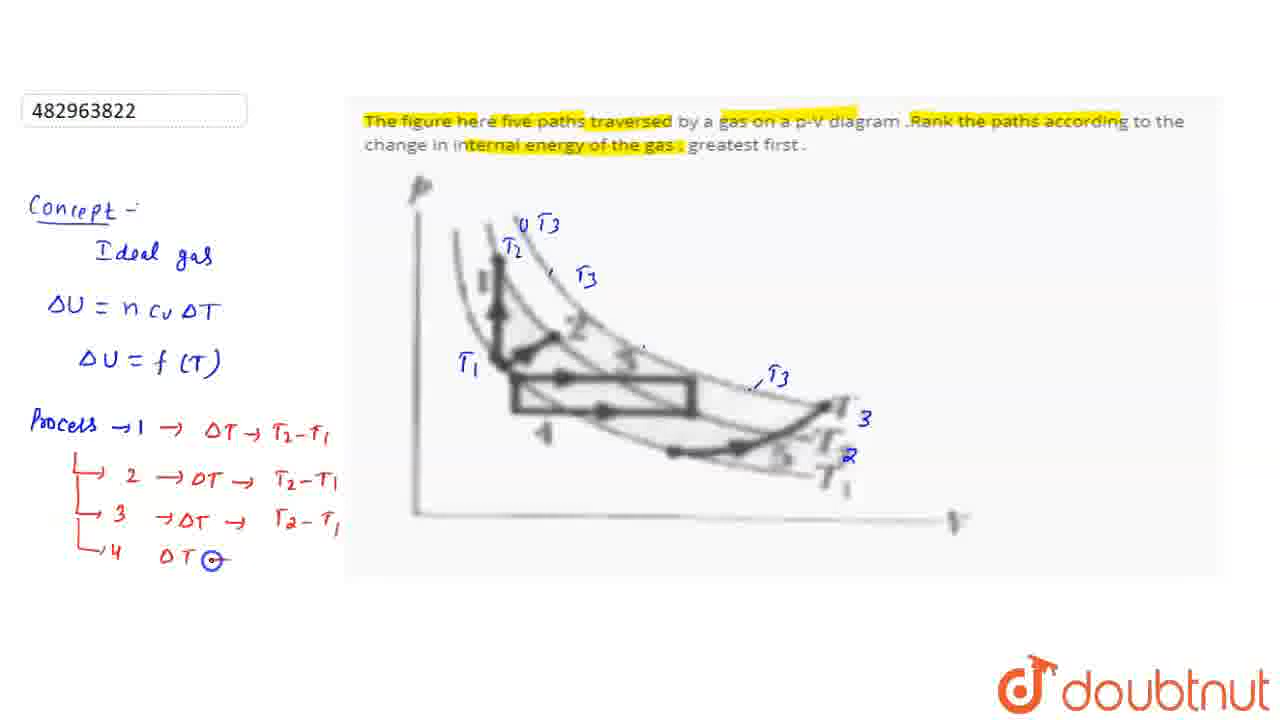 482963822
The figure here five paths traversed by a gas on a p-V diagram .Rank the paths according to the
change in internal energy of the gas , greatest first .
Concept -:
Ideal gas
ΔU = n Cv ΔT
ΔU = f (T)
Process → 1 → ΔT → T2 - T1
→ 2 → ΔT → T2 - T1
→ 3 → ΔT → T2 - T1
→ 4 ΔT
P
T3
T2
T3
1
2
T1
3
T3
4
T3
T2
5
T1
V
doubtnut